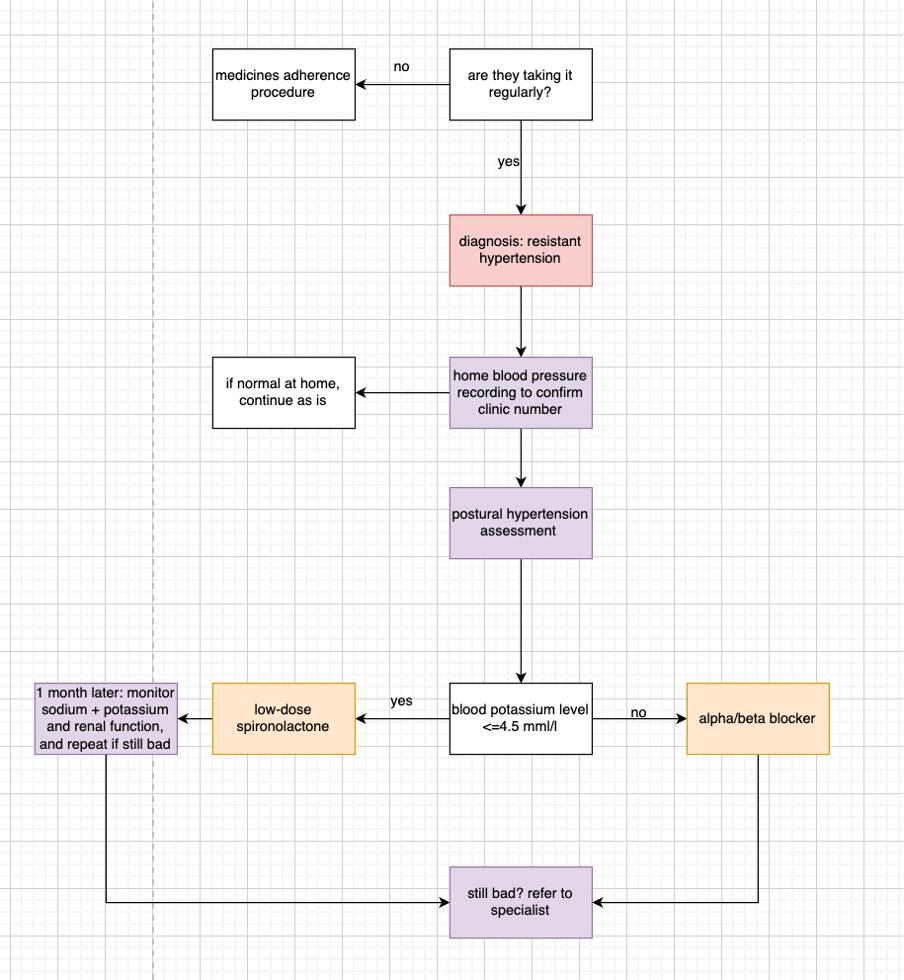 medicines adherence
procedure
no
are they taking it
regularly?
yes
diagnosis: resistant
hypertension
if normal at home,
continue as is
home blood pressure
recording to confirm
clinic number
postural hypertension
assessment
1 month later: monitor
sodium + potassium
and renal function,
and repeat if still bad
low-dose
spironolactone
yes
blood potassium level
<=4.5 mml/l
no
alpha/beta blocker
still bad? refer to
specialist